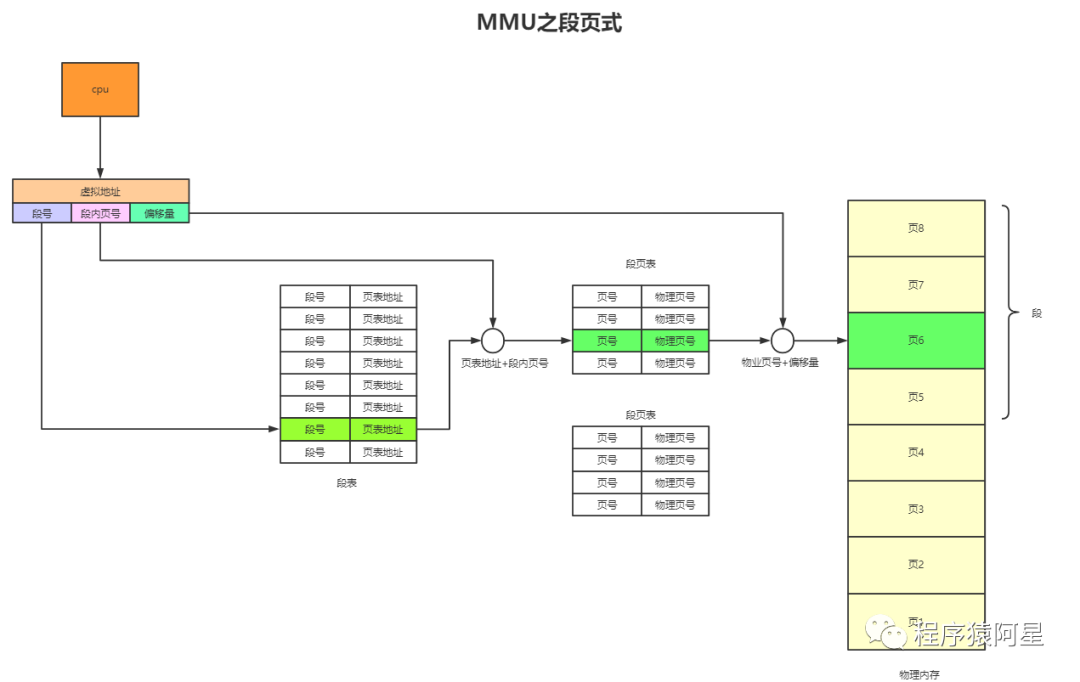 MMU之段页式
cpu
虚拟地址
段号 段内页号 偏移量
段号 页表地址
段号 页表地址
段号 页表地址
段号 页表地址
段号 页表地址
段号 页表地址
段号 页表地址
段号 页表地址
段表
页表地址+段内页号
段页表
页号 物理页号
页号 物理页号
页号 物理页号
页号 物理页号
段页表
页号 物理页号
页号 物理页号
页号 物理页号
页号 物理页号
物业页号+偏移量
页8
页7
页6
页5
页4
页3
页2
页1
段
程序猿阿星
物理内存